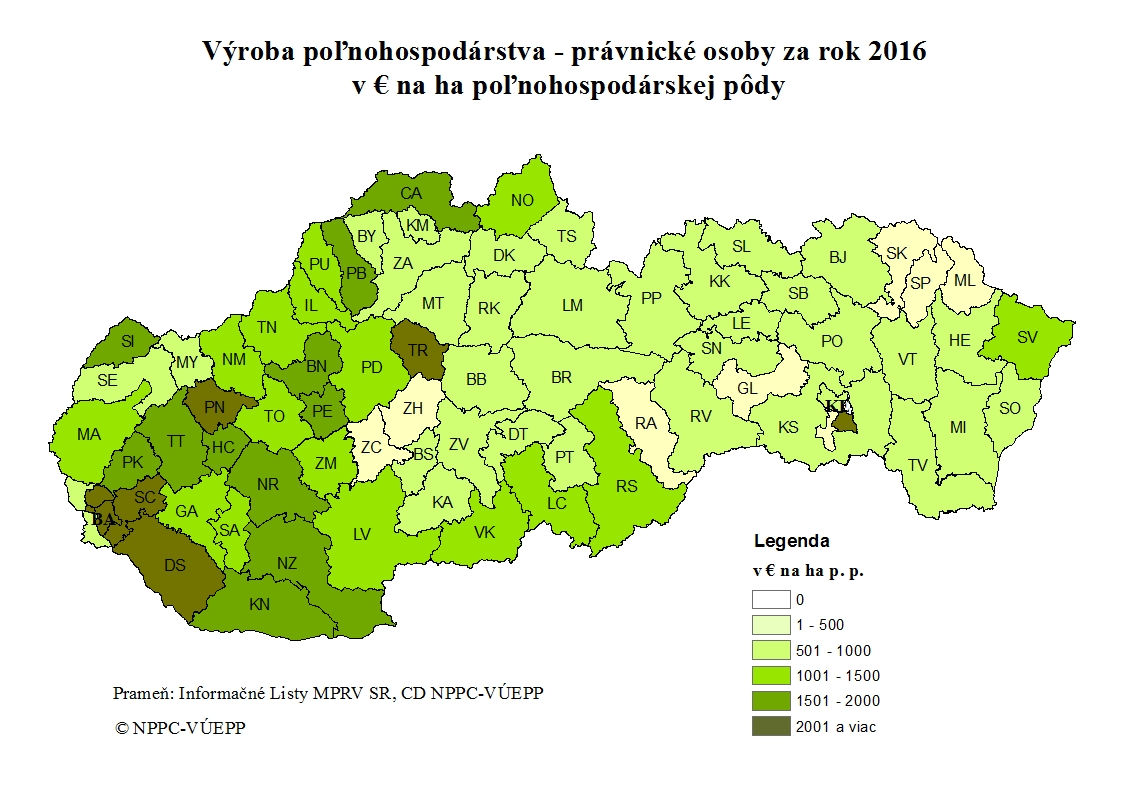 Výroba poľnohospodárstva - právnické osoby za rok 2016
v € na ha poľnohospodárskej pôdy
CA
NO
BY
KM
TS
PU
PB
ZA
DK
SL
BJ
SK
SP
ML
IL
MT
RK
LM
PP
KK
SB
SI
TN
LE
PO
HE
SV
MY
NM
BN
PD
TR
SN
VT
SE
BB
BR
GL
PN
TO
PE
ZH
RA
RV
KE
KS
SO
MA
TT
HC
ZC
BS
ZV
DT
PT
MI
PK
ZM
TV
NR
SC
GA
KA
LC
RS
BA
SA
LV
VK
DS
NZ
KN
Legenda
v € na ha p. p.
0
1 - 500
501 - 1000
1001 - 1500
1501 - 2000
2001 a viac
Prameň: Informačné Listy MPRV SR, CD NPPC-VÚEPP
© NPPC-VÚEPP